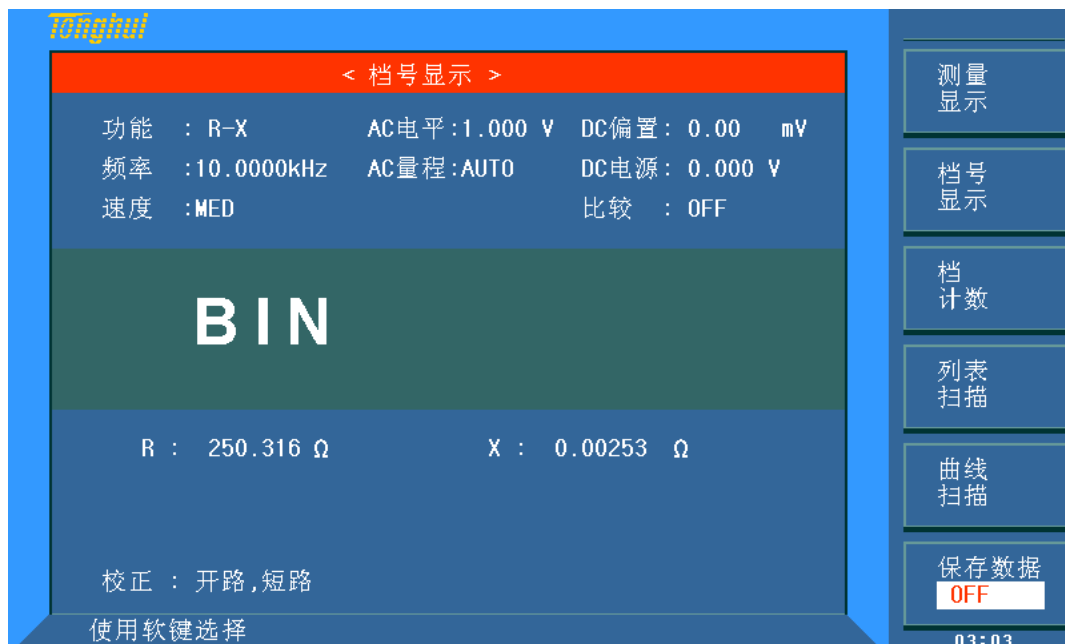 Tonghui
< 档号显示 >
功能 : R-X AC电平:1.000 V DC偏置: 0.00 mV
频率 :10.0000kHz AC量程:AUTO DC电源: 0.000 V
速度 :MED 比较 : OFF
BIN
R : 250.316 Ω X : 0.00253 Ω
校正 : 开路,短路
使用软键选择
测量
显示
档号
显示
档
计数
列表
扫描
曲线
扫描
保存数据
OFF
03:03